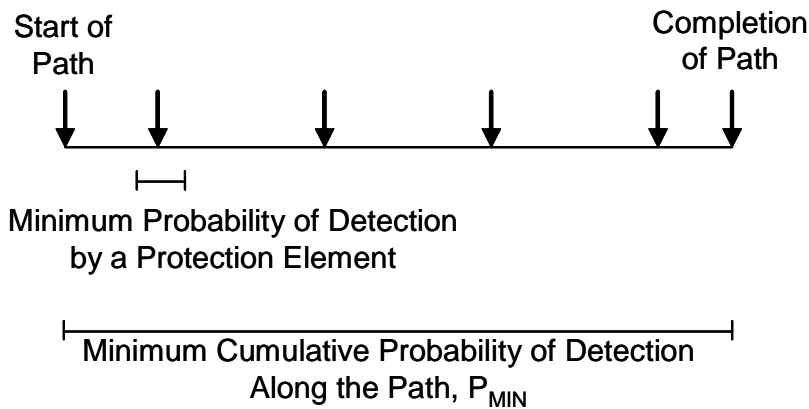 Start of
Path
Completion
of Path
Minimum Probability of Detection
by a Protection Element
Minimum Cumulative Probability of Detection
Along the Path, P_MIN